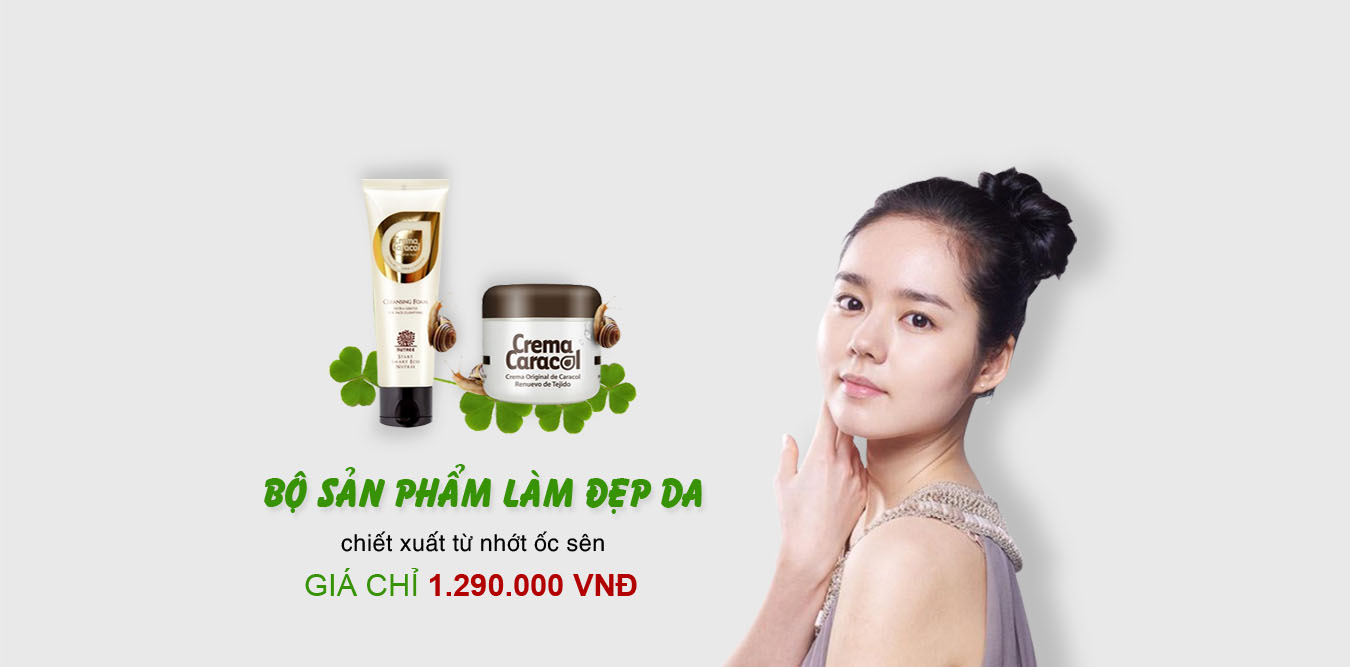 Crema
Caracol
CLEANSING FOAM
NUTREE
Crema
Caracol
Crema Original de Caracol
Renuevo de Tejido
BỘ SẢN PHẨM LÀM ĐẸP DA
chiết xuất từ nhớt ốc sên
GIÁ CHỈ 1.290.000 VNĐ